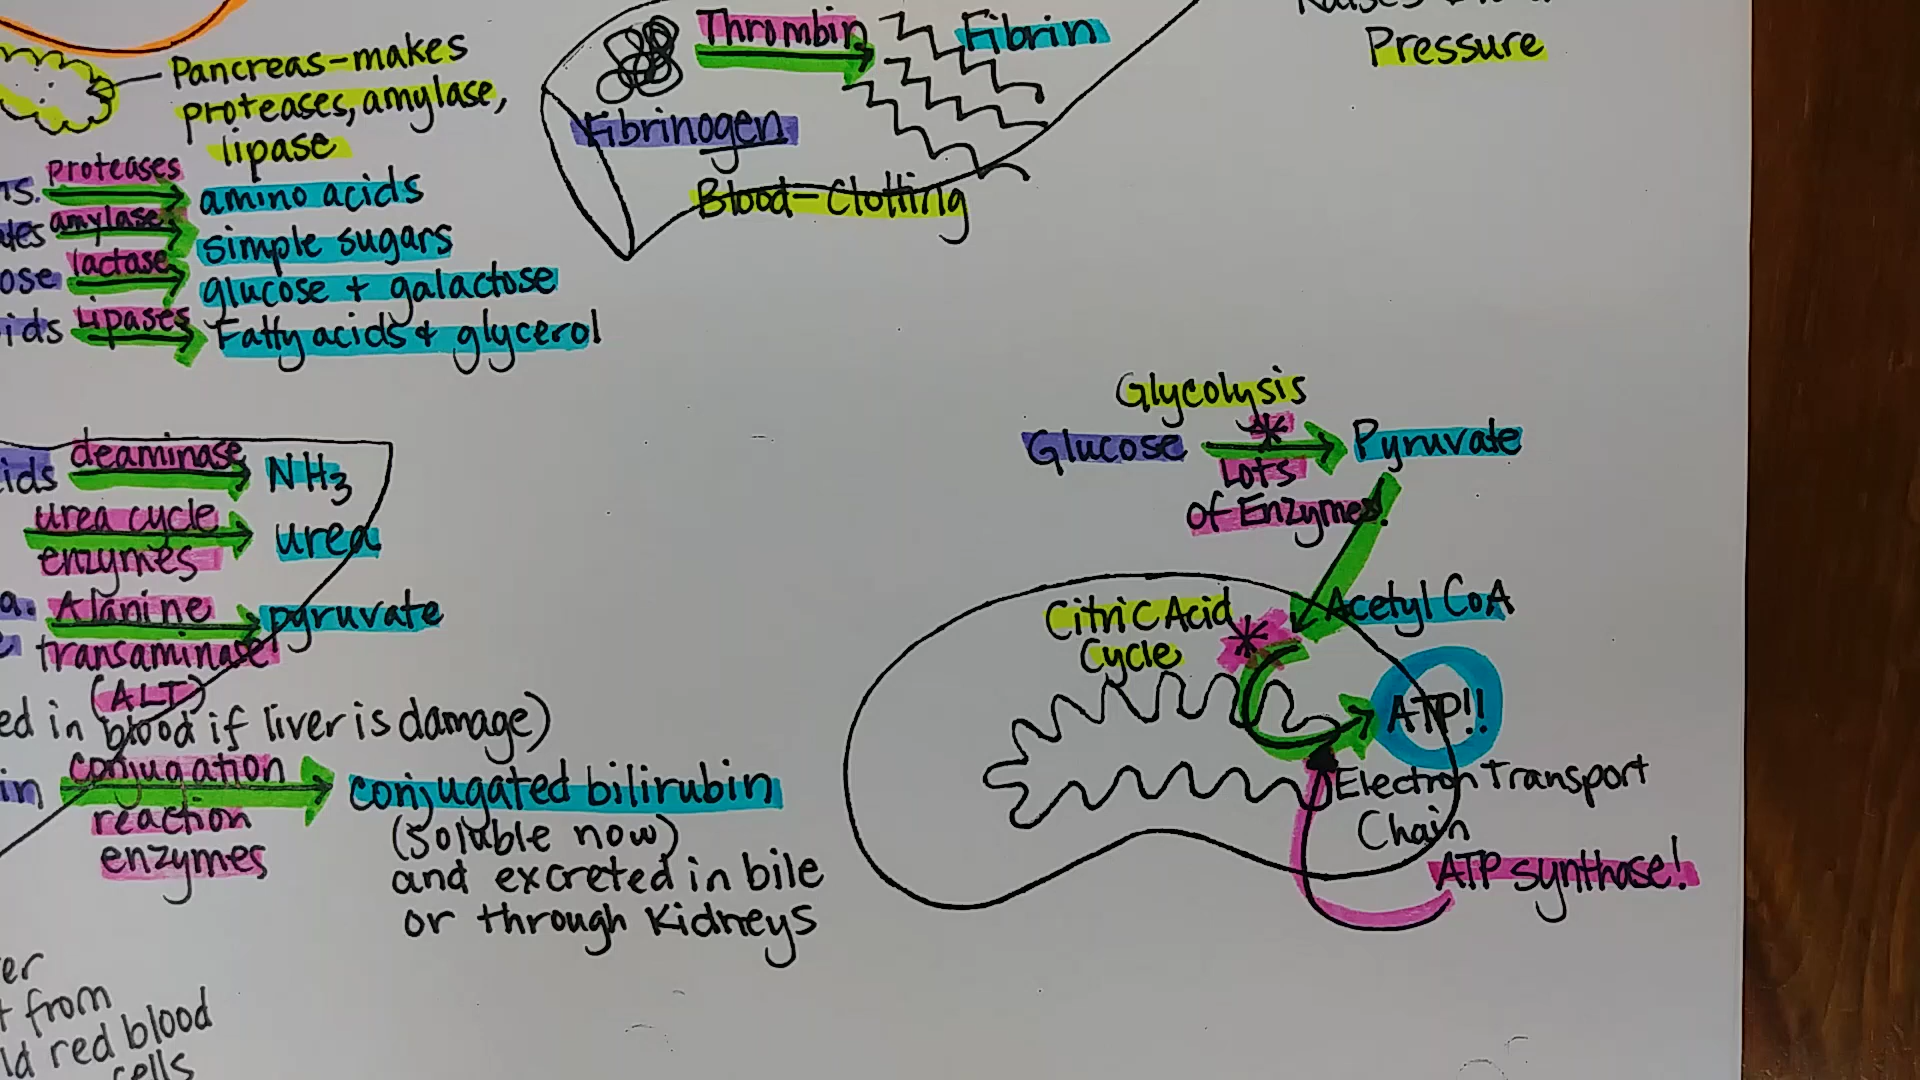 Pressure
Pancreas-makes
proteases, amylase,
lipase
Thrombin
Fibrin
Fibrinogen
Blood-Clotting
proteases
amino acids
amylase
simple sugars
lactase
glucose + galactose
Lipases
Fatty acids & glycerol
deaminase
NH3
urea cycle
urea
enzymes
Alanine
pyruvate
transaminase
(ALT)
in blood if liver is damage)
conjugation
conjugated bilirubin
reaction
enzymes
(soluble now)
and excreted in bile
or through Kidneys
Glycolysis
Glucose
*
Pyruvate
Lots
of Enzymes!
Citric Acid
Cycle
*
Acetyl CoA
ATP!!
Electron Transport
Chain
ATP synthase!
from
red blood
cells